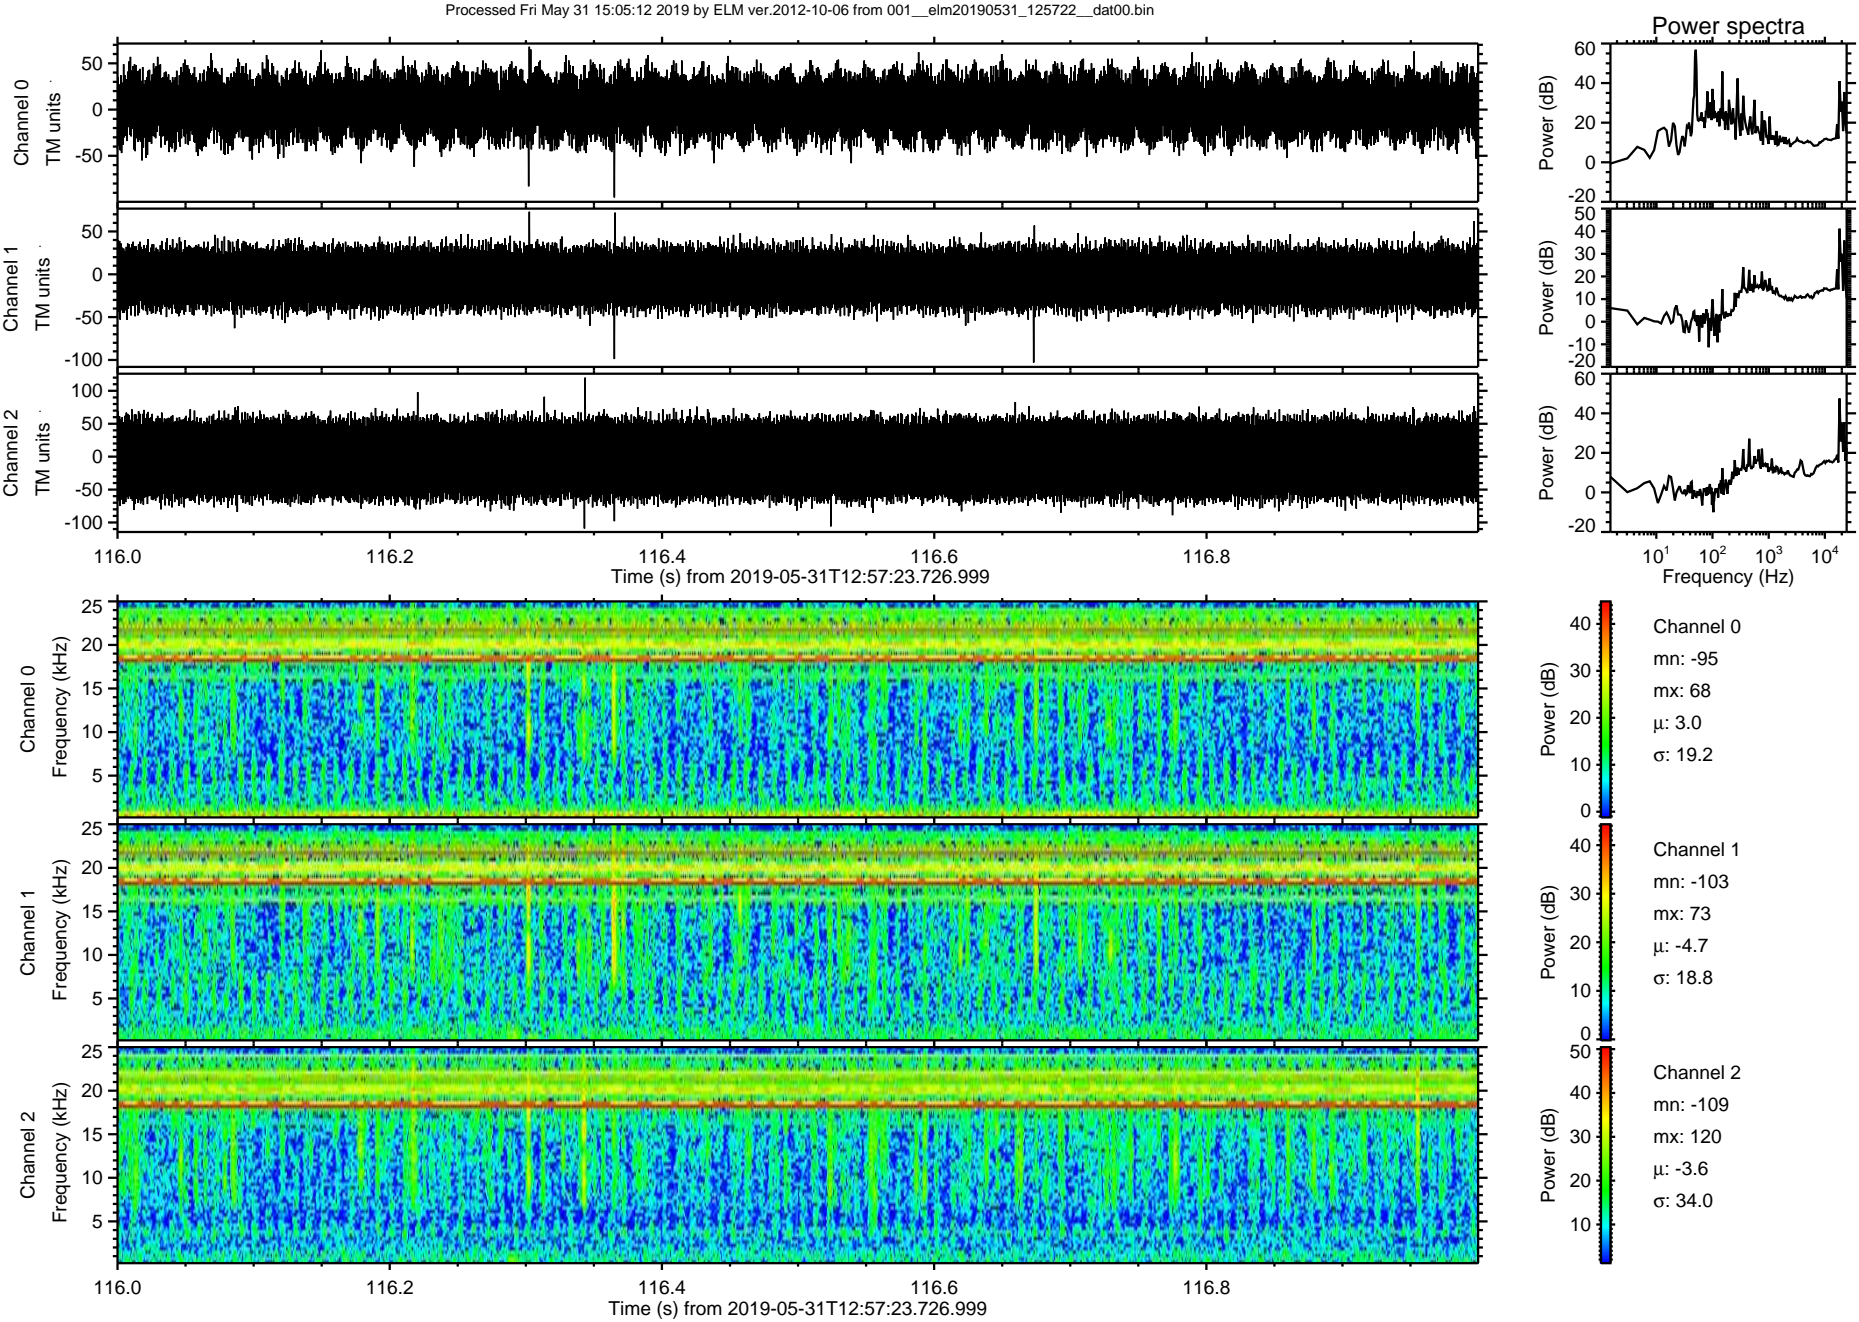 Processed Fri May 31 15:05:12 2019 by ELM ver.2012-10-06 from 001__elm20190531_125722__dat00.bin
Power spectra
Channel 0
TM units
50
0
-50
Power (dB)
60
40
20
0
-20
Channel 1
TM units
50
0
-50
-100
Power (dB)
50
40
30
20
10
0
-10
-20
Channel 2
TM units
100
50
0
-50
-100
Power (dB)
60
40
20
0
-20
116.0
116.2
116.4
116.6
116.8
Time (s) from 2019-05-31T12:57:23.726.999
10^1
10^2
10^3
10^4
Frequency (Hz)
Channel 0
Frequency (kHz)
25
20
15
10
5
Power (dB)
40
30
20
10
0
Channel 0
mn: -95
mx: 68
μ: 3.0
σ: 19.2
Channel 1
Frequency (kHz)
25
20
15
10
5
Power (dB)
40
30
20
10
0
Channel 1
mn: -103
mx: 73
μ: -4.7
σ: 18.8
Channel 2
Frequency (kHz)
25
20
15
10
5
Power (dB)
50
40
30
20
10
Channel 2
mn: -109
mx: 120
μ: -3.6
σ: 34.0
116.0
116.2
116.4
116.6
116.8
Time (s) from 2019-05-31T12:57:23.726.999